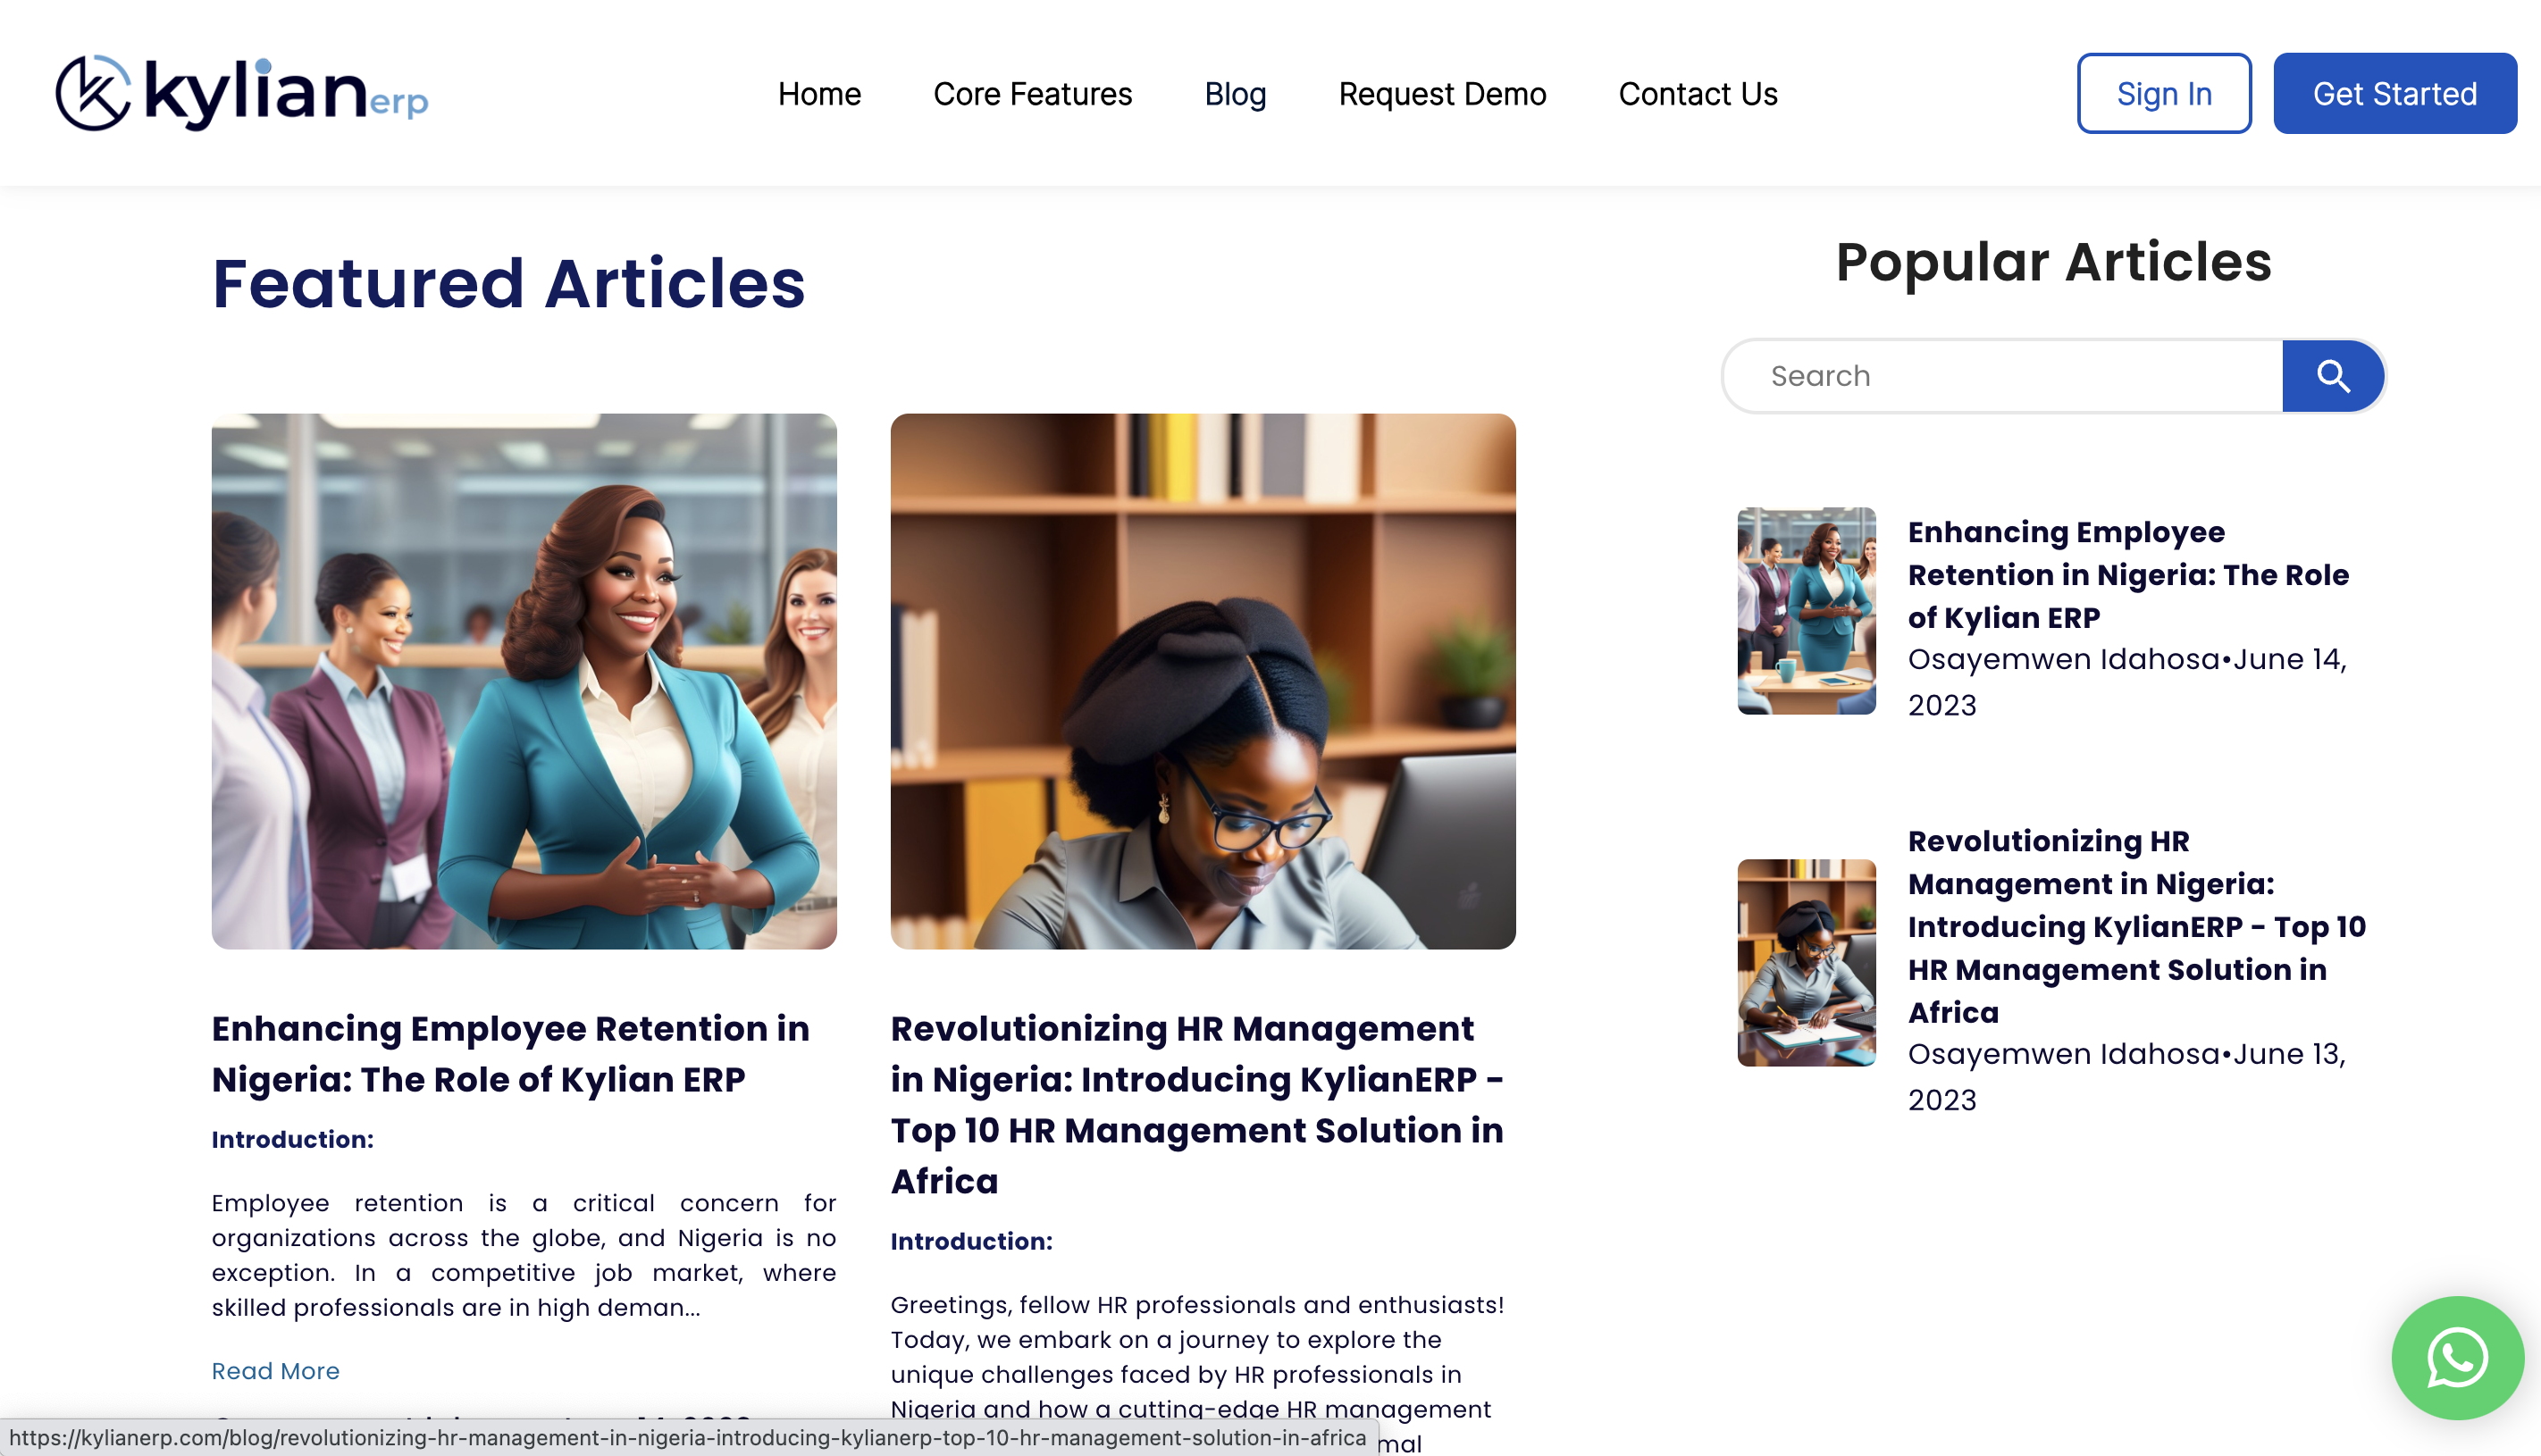 kylianerp
Home
Core Features
Blog
Request Demo
Contact Us
Sign In
Get Started
Featured Articles
Enhancing Employee Retention in
Nigeria: The Role of Kylian ERP
Introduction:
Employee retention is a critical concern for
organizations across the globe, and Nigeria is no
exception. In a competitive job market, where
skilled professionals are in high deman...
Read More
Revolutionizing HR Management
in Nigeria: Introducing KylianERP -
Top 10 HR Management Solution in
Africa
Introduction:
Greetings, fellow HR professionals and enthusiasts!
Today, we embark on a journey to explore the
unique challenges faced by HR professionals in
Nigeria and how a cutting-edge HR management
Popular Articles
Search
Enhancing Employee
Retention in Nigeria: The Role
of Kylian ERP
Osayemwen Idahosa•June 14,
2023
Revolutionizing HR
Management in Nigeria:
Introducing KylianERP - Top 10
HR Management Solution in
Africa
Osayemwen Idahosa•June 13,
2023
https://kylianerp.com/blog/revolutionizing-hr-management-in-nigeria-introducing-kylianerp-top-10-hr-management-solution-in-africa